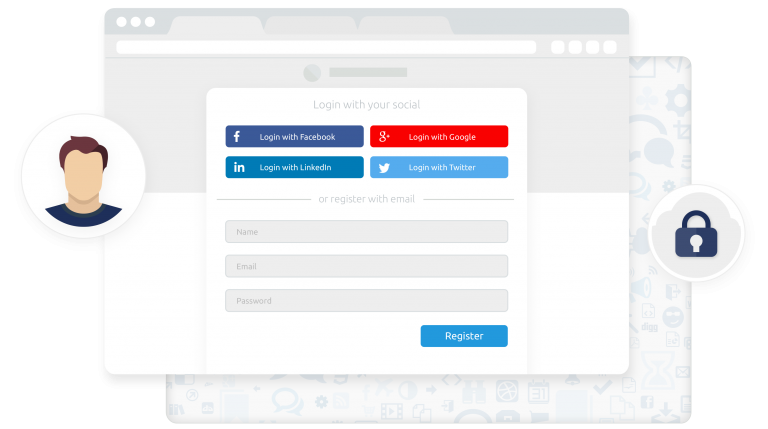 Login with your social
Login with Facebook
Login with Google
Login with LinkedIn
Login with Twitter
or register with email
Name
Email
Password
Register
digg